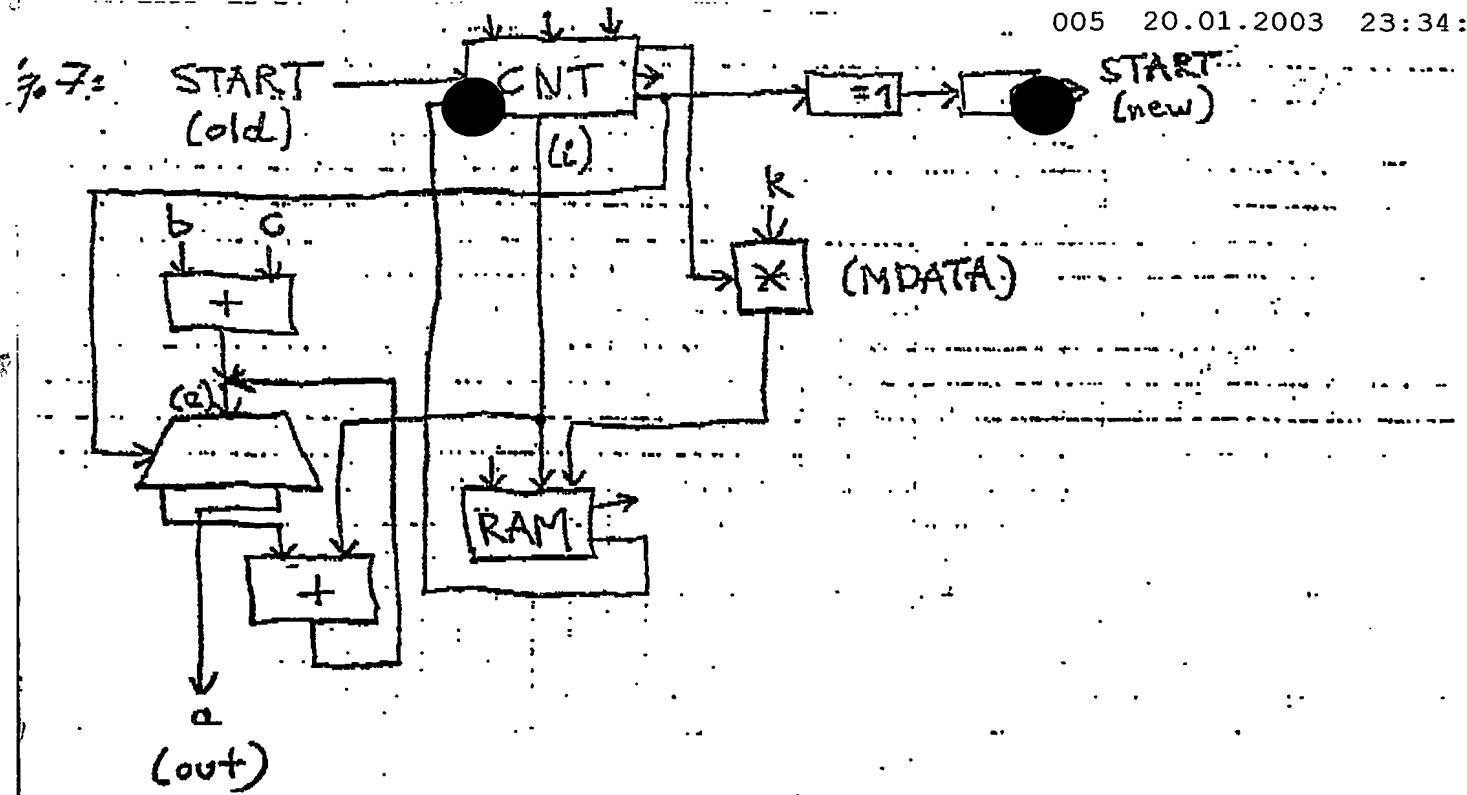 005 20.01.2003 23:34:
START
(old)
CNT
=1
START
(new)
(i)
k
b c
*
(MDATA)
+
(a)
RAM
+
a
(out)